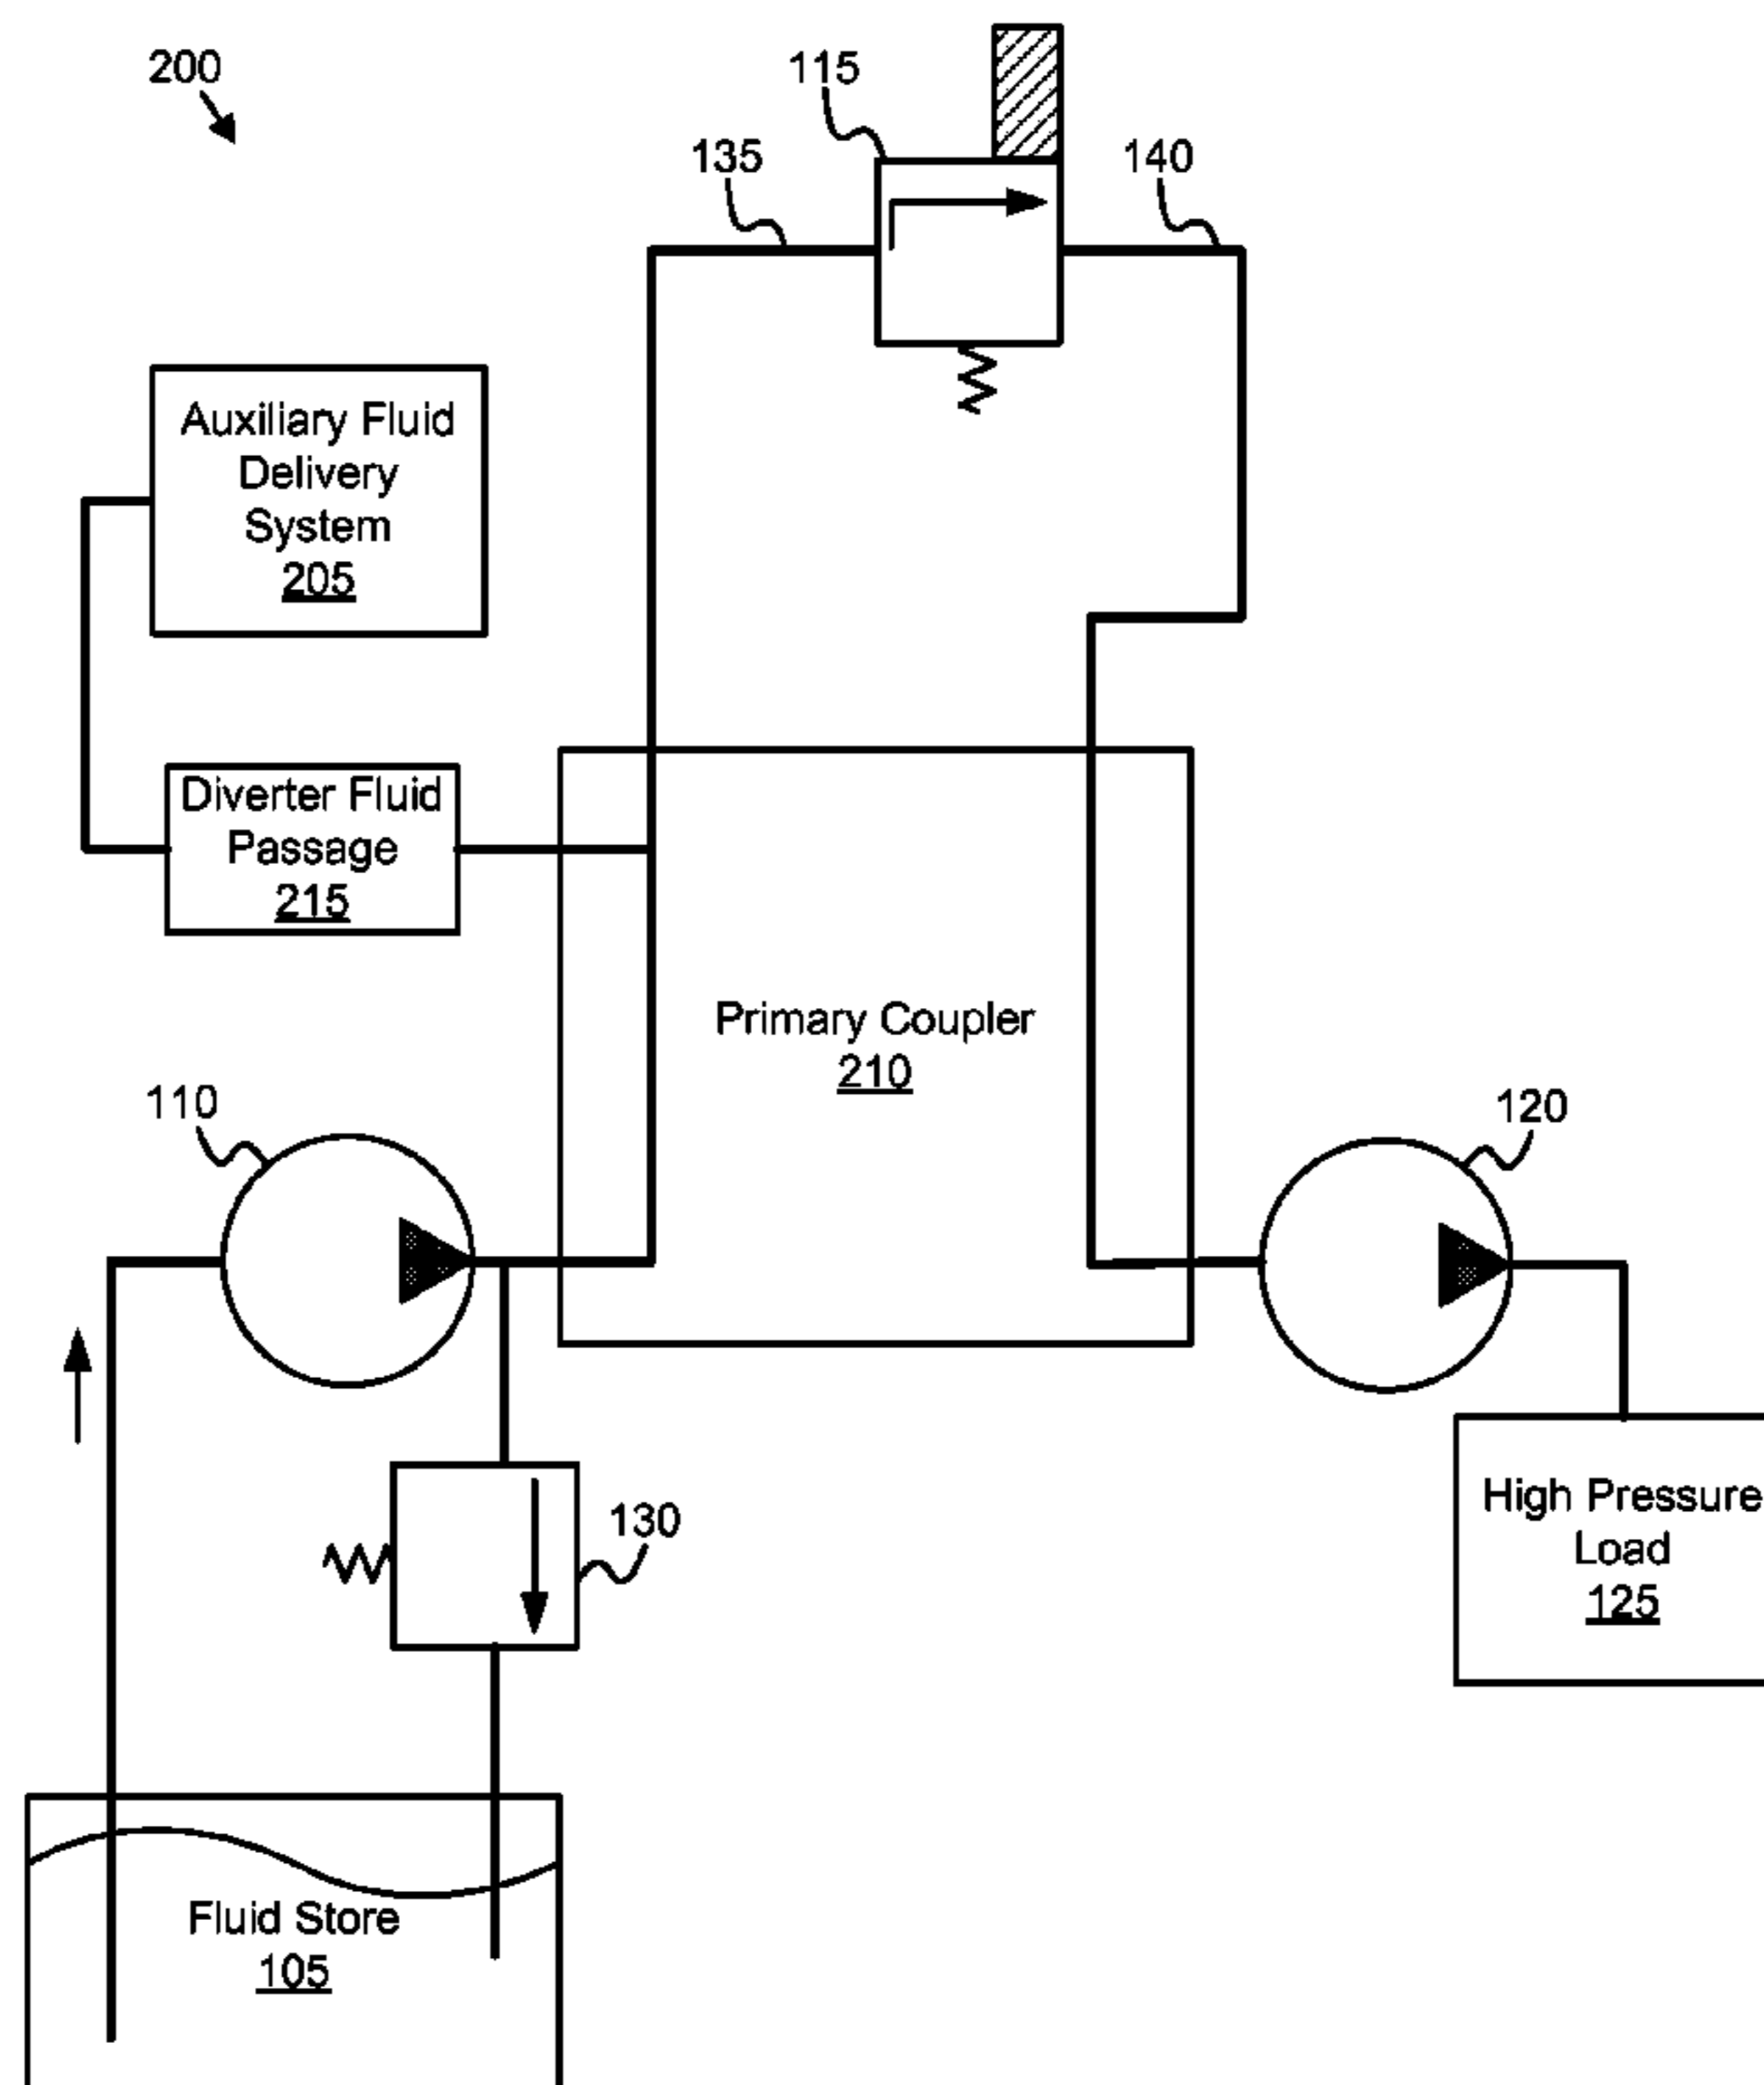 200
115
135
140
Auxiliary Fluid
Delivery
System
205
Diverter Fluid
Passage
215
Primary Coupler
210
110
120
130
High Pressure
Load
125
Fluid Store
105